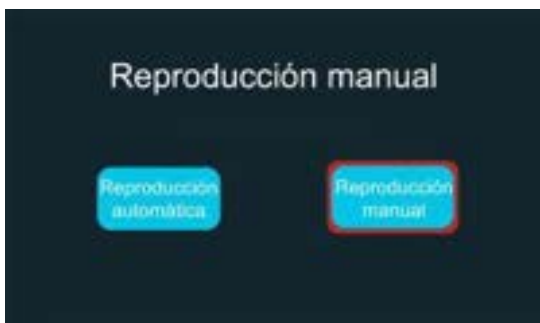 Reproducción manual
Reproducción
automática
Reproducción
manual